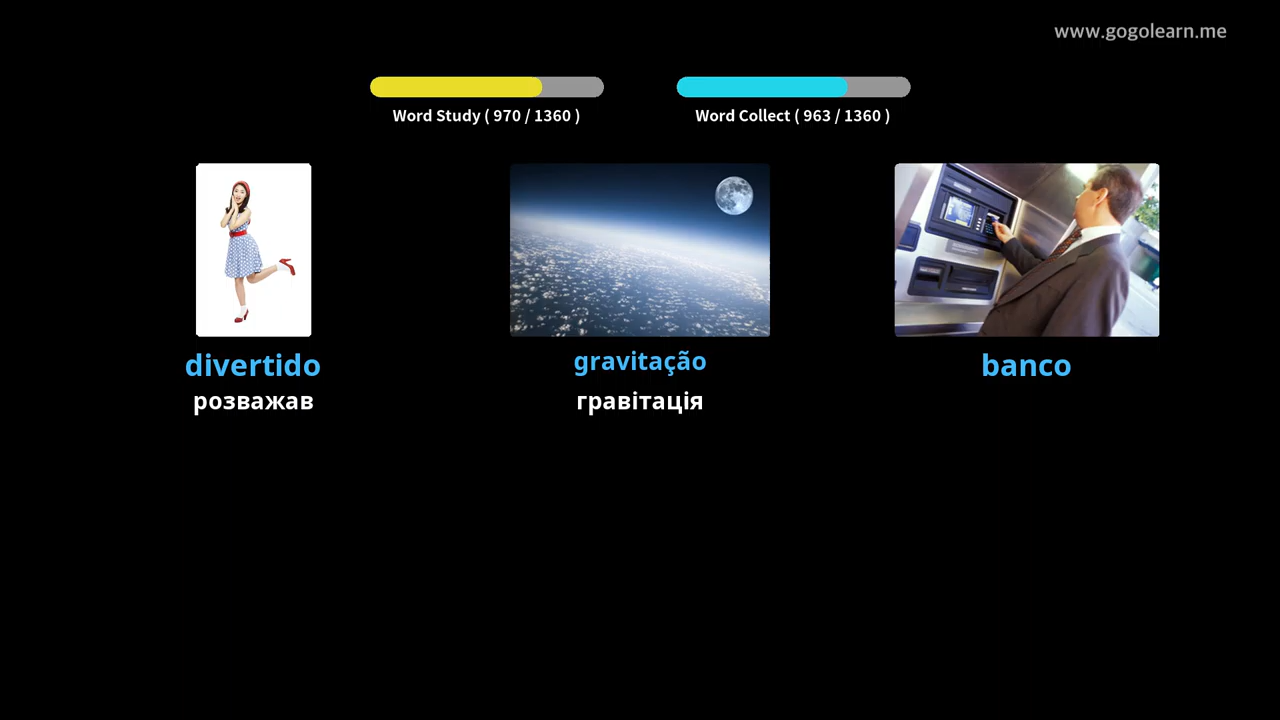 www.gogolearn.me
Word Study ( 970 / 1360 )
Word Collect ( 963 / 1360 )
divertido
розважав
gravitação
гравітація
banco